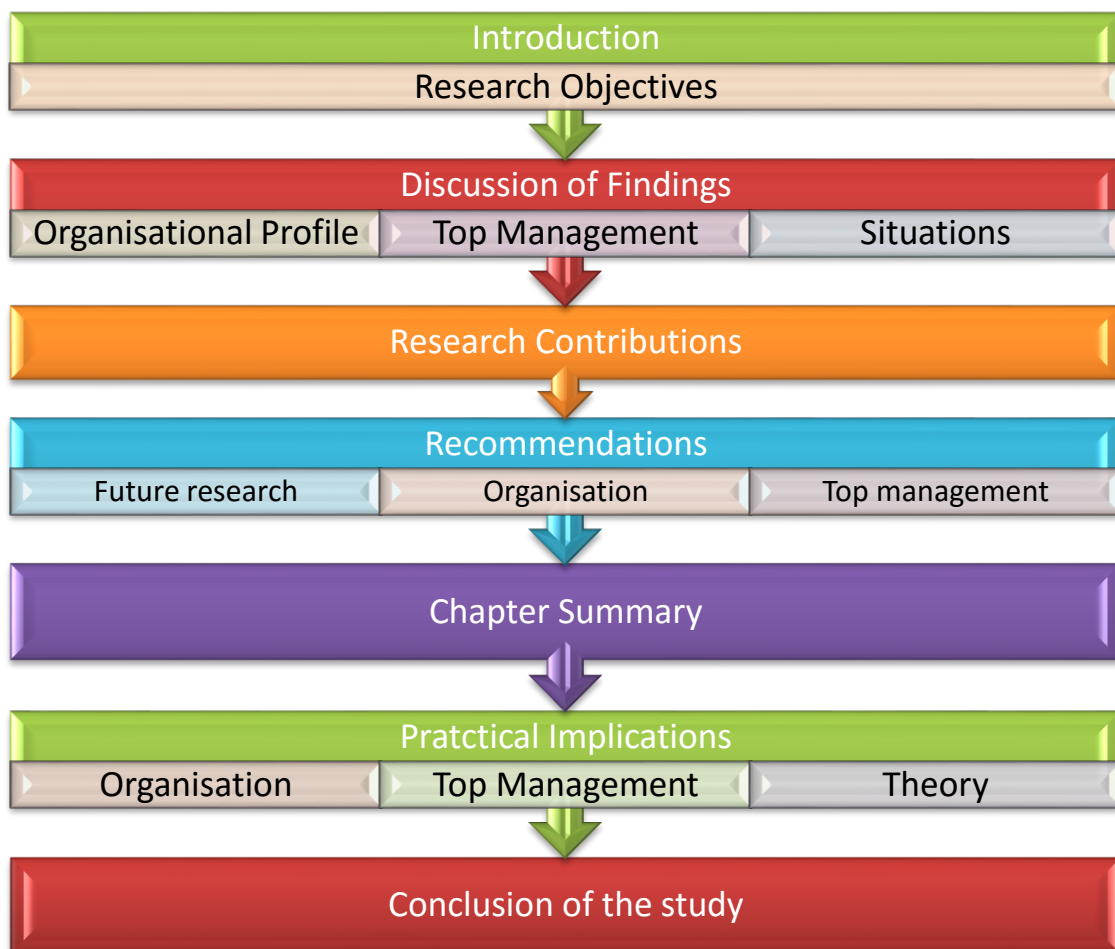 Introduction
Research Objectives
Discussion of Findings
Organisational Profile
Top Management
Situations
Research Contributions
Recommendations
Future research
Organisation
Top management
Chapter Summary
Pratctical Implications
Organisation
Top Management
Theory
Conclusion of the study